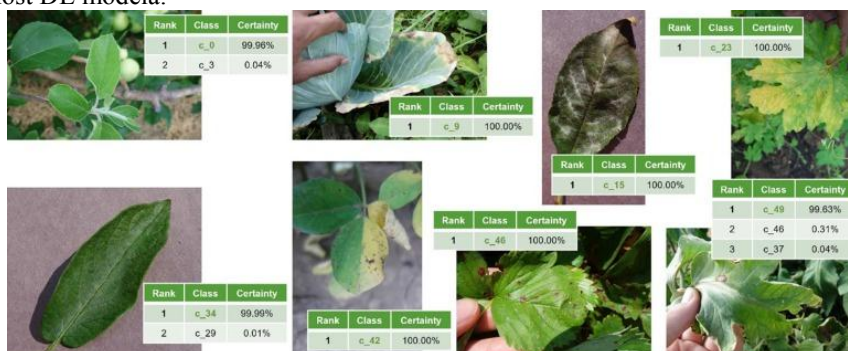 DL modela.
Rank Class Certainty
1 c_0 99.96%
2 c_3 0.04%
Rank Class Certainty
1 c_9 100.00%
Rank Class Certainty
1 c_15 100.00%
Rank Class Certainty
1 c_23 100.00%
Rank Class Certainty
1 c_34 99.99%
2 c_29 0.01%
Rank Class Certainty
1 c_42 100.00%
Rank Class Certainty
1 c_46 100.00%
Rank Class Certainty
1 c_49 99.63%
2 c_46 0.31%
3 c_37 0.04%